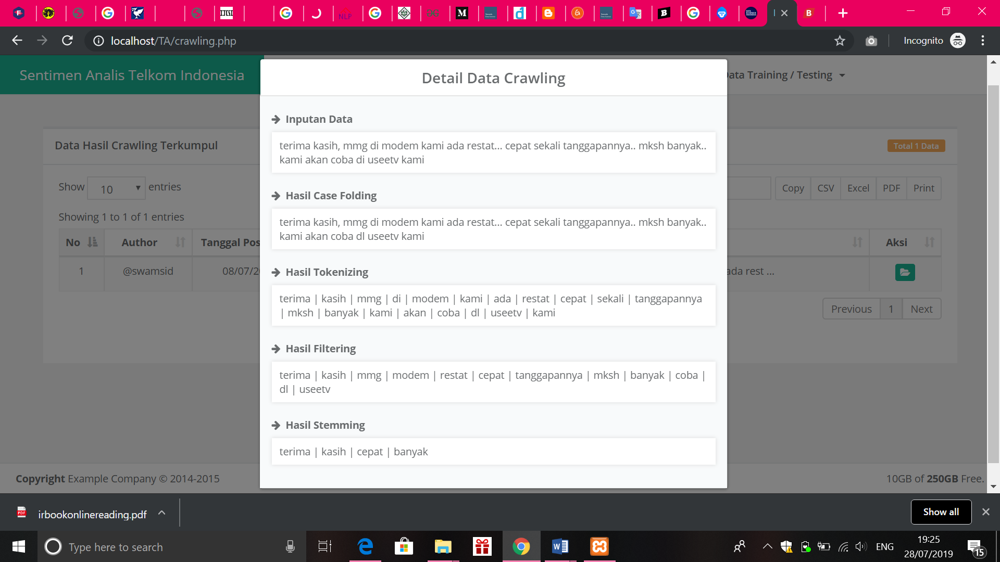 localhost/TA/crawling.php
Incognito
Sentimen Analis Telkom Indonesia
ata Training / Testing
Detail Data Crawling
Inputan Data
terima kasih, mmg di modem kami ada restat... cepat sekali tanggapannya.. mksh banyak..
kami akan coba di useetv kami
Hasil Case Folding
terima kasih, mmg di modem kami ada restat... cepat sekali tanggapannya.. mksh banyak..
kami akan coba dl useetv kami
Hasil Tokenizing
terima | kasih | mmg | di | modem | kami | ada | restat | cepat | sekali | tanggapannya
| mksh | banyak | kami | akan | coba | dl | useetv | kami
Hasil Filtering
terima | kasih | mmg | modem | restat | cepat | tanggapannya | mksh | banyak | coba |
dl | useetv
Hasil Stemming
terima | kasih | cepat | banyak
Data Hasil Crawling Terkumpul
Total 1 Data
Show 10 entries
Copy CSV Excel PDF Print
Showing 1 to 1 of 1 entries
No Author Tanggal Pos Aksi
1 @swamsid 08/07/20 ada rest ...
Previous 1 Next
Copyright Example Company © 2014-2015
10GB of 250GB Free.
irbookonlinereading.pdf
Show all
Type here to search
ENG
19:25
28/07/2019
15